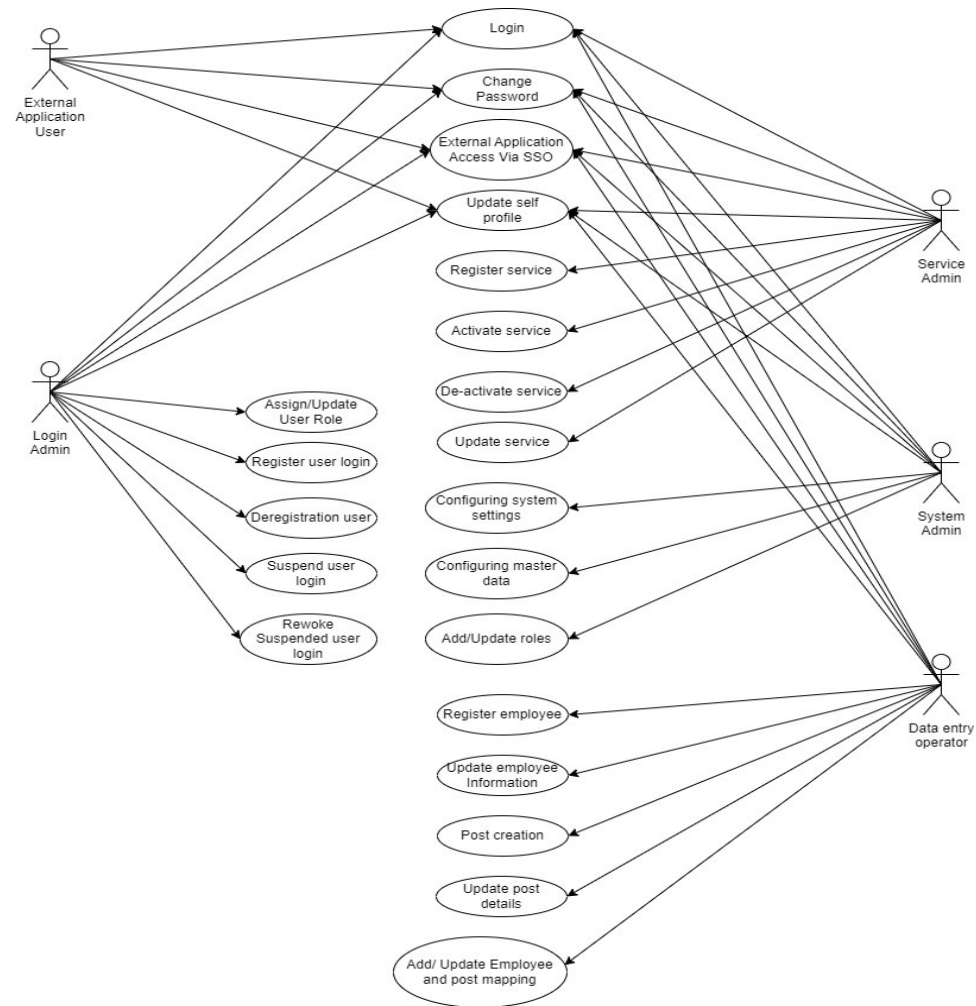 Login
External
Application
User
Change
Password
External Application
Access Via SSO
Update self
profile
Service
Admin
Register service
Activate service
De-activate service
Login
Admin
Assign/Update
User Role
Update service
Register user login
Configuring system
settings
System
Admin
Deregistration user
Suspend user
login
Configuring master
data
Rewoke
Suspended user
login
Add/Update roles
Register employee
Data entry
operator
Update employee
Information
Post creation
Update post
details
Add/ Update Employee
and post mapping